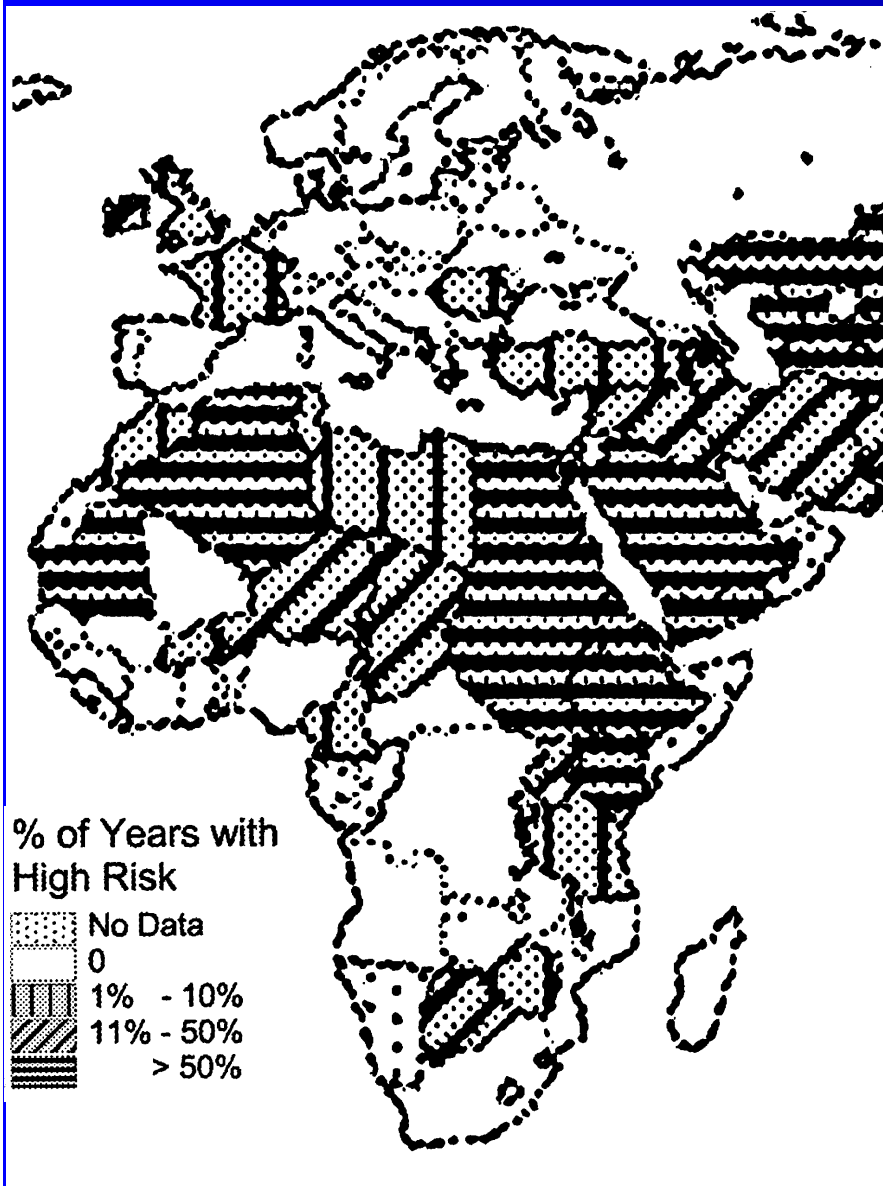 % of Years with
High Risk
No Data
0
1% - 10%
11% - 50%
> 50%